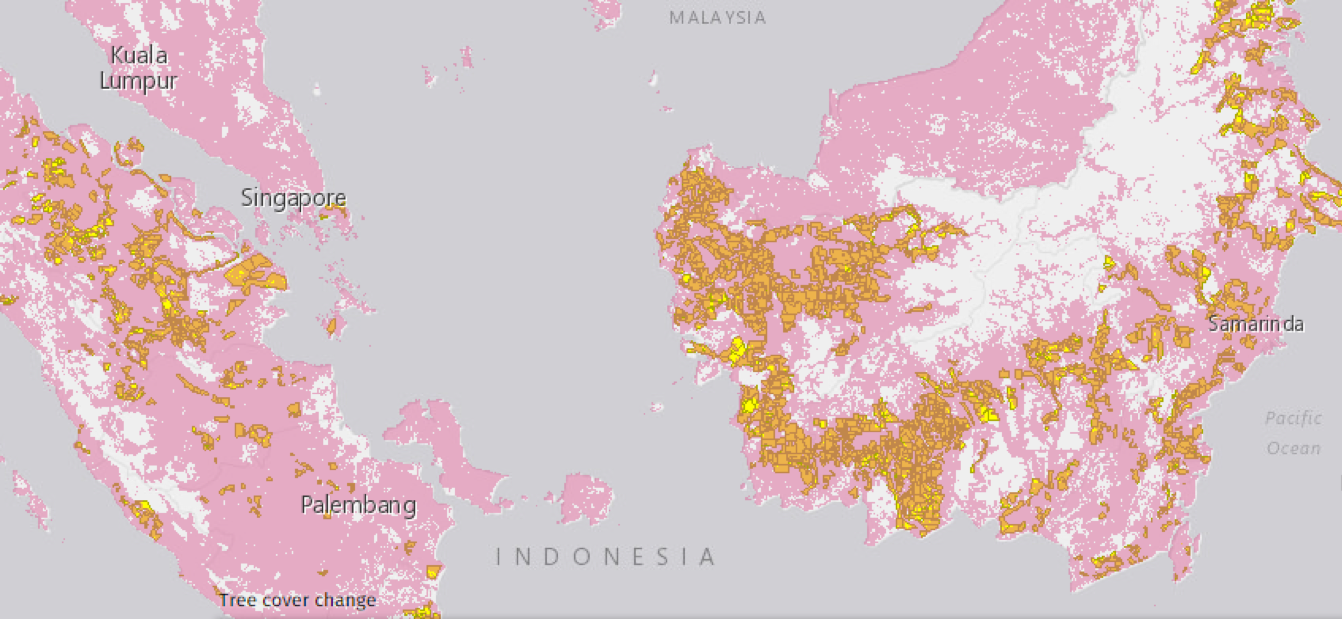 MALAYSIA
Kuala
Lumpur
Singapore
Samarinda
Pacific
Ocean
Palembang
INDONESIA
Tree cover change